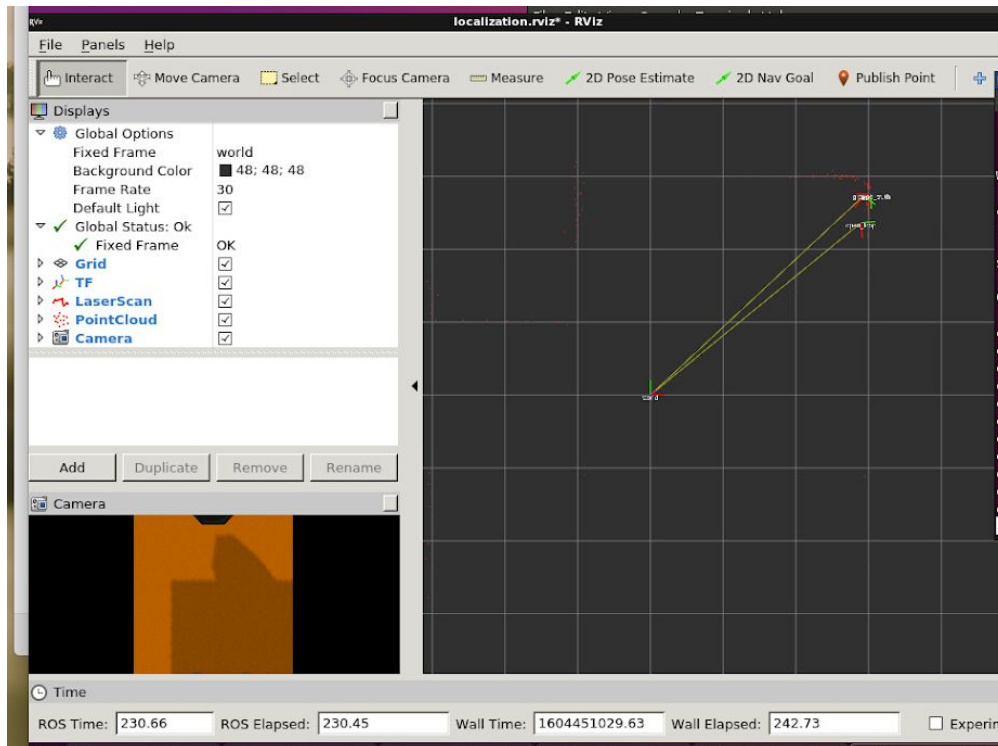 localization.rviz* - RViz
File Panels Help
Interact Move Camera Select Focus Camera Measure 2D Pose Estimate 2D Nav Goal Publish Point
Displays
Global Options
Fixed Frame world
Background Color 48; 48; 48
Frame Rate 30
Default Light
Global Status: Ok
Fixed Frame OK
Grid
TF
LaserScan
PointCloud
Camera
world
Add Duplicate Remove Rename
Camera
Time
ROS Time: 230.66 ROS Elapsed: 230.45 Wall Time: 1604451029.63 Wall Elapsed: 242.73 Experim